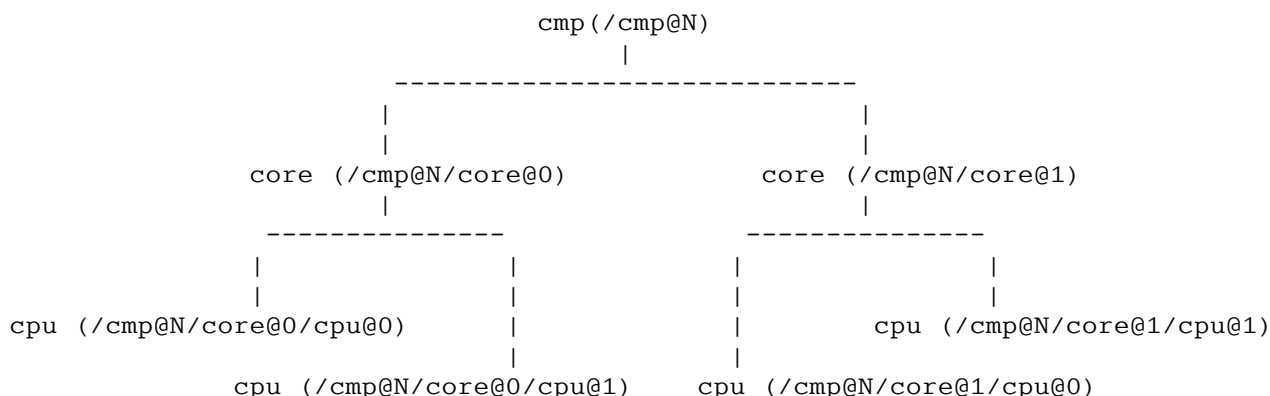 cmp(/cmp@N)
core (/cmp@N/core@0) core (/cmp@N/core@1)
cpu (/cmp@N/core@0/cpu@0) cpu (/cmp@N/core@1/cpu@1)
cpu (/cmp@N/core@0/cpu@1) cpu (/cmp@N/core@1/cpu@0)